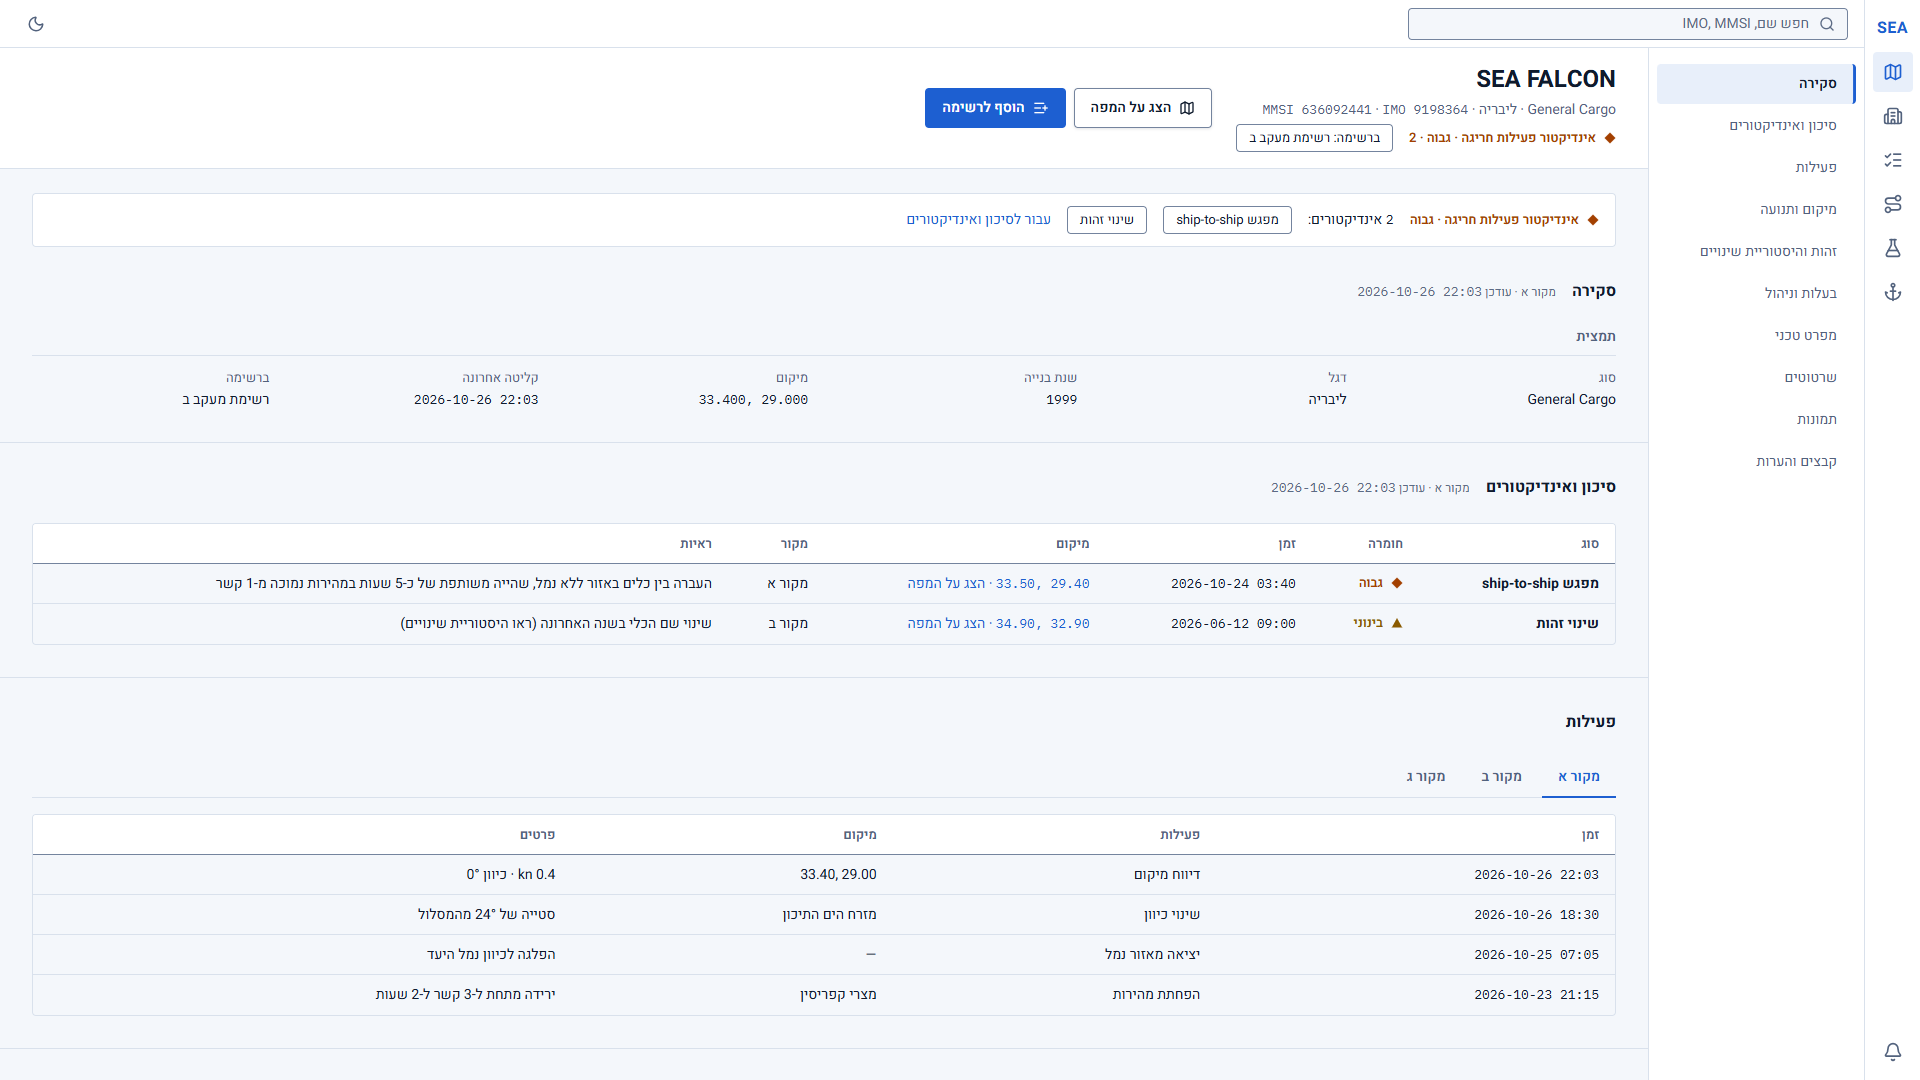 SEA
חפש שם, IMO, MMSI
סקירה
סיכון ואינדיקטורים
פעילות
מיקום ותנועה
זהות והיסטוריית שינויים
בעלות וניהול
מפרט טכני
שרטוטים
תמונות
קבצים והערות
SEA FALCON
General Cargo · ליבריה · IMO 9198364 · MMSI 636092441
אינדיקטור פעילות חריגה · גבוה · 2 ברשימה: רשימת מעקב ב
הצג על המפה
הוסף לרשימה
אינדיקטור פעילות חריגה · גבוה 2 אינדיקטורים: מפגש ship-to-ship שינוי זהות עבור לסיכון ואינדיקטורים
סקירה מקור א · עודכן 2026-10-26 22:03
תמצית
סוג דגל שנת בנייה מיקום קליטה אחרונה ברשימה
General Cargo ליבריה 1999 33.400, 29.000 2026-10-26 22:03 רשימת מעקב ב
סיכון ואינדיקטורים מקור א · עודכן 2026-10-26 22:03
סוג חומרה זמן מיקום מקור ראיות
מפגש ship-to-ship גבוה 2026-10-24 03:40 33.50, 29.40 · הצג על המפה מקור א העברה בין כלים באזור ללא נמל, שהייה משותפת של כ-5 שעות במהירות נמוכה מ-1 קשר
שינוי זהות בינוני 2026-06-12 09:00 34.90, 32.90 · הצג על המפה מקור ב שינוי שם הכלי בשנה האחרונה (ראו היסטוריית שינויים)
פעילות
מקור א מקור ב מקור ג
זמן פעילות מיקום פרטים
2026-10-26 22:03 דיווח מיקום 33.40, 29.00 0.4 kn · כיוון 0°
2026-10-26 18:30 שינוי כיוון מזרח הים התיכון סטייה של 24° מהמסלול
2026-10-25 07:05 יציאה מאזור נמל — הפלגה לכיוון נמל היעד
2026-10-23 21:15 הפחתת מהירות מצרי קפריסין ירידה מתחת ל-3 קשר ל-2 שעות